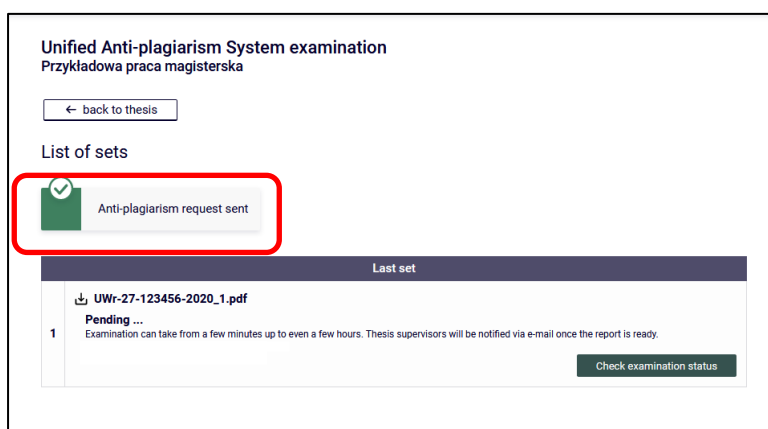 Unified Anti-plagiarism System examination
Przykładowa praca magisterska
← back to thesis
List of sets
Anti-plagiarism request sent
Last set
UWr-27-123456-2020_1.pdf
Pending ...
1
Examination can take from a few minutes up to even a few hours. Thesis supervisors will be notified via e-mail once the report is ready.
Check examination status